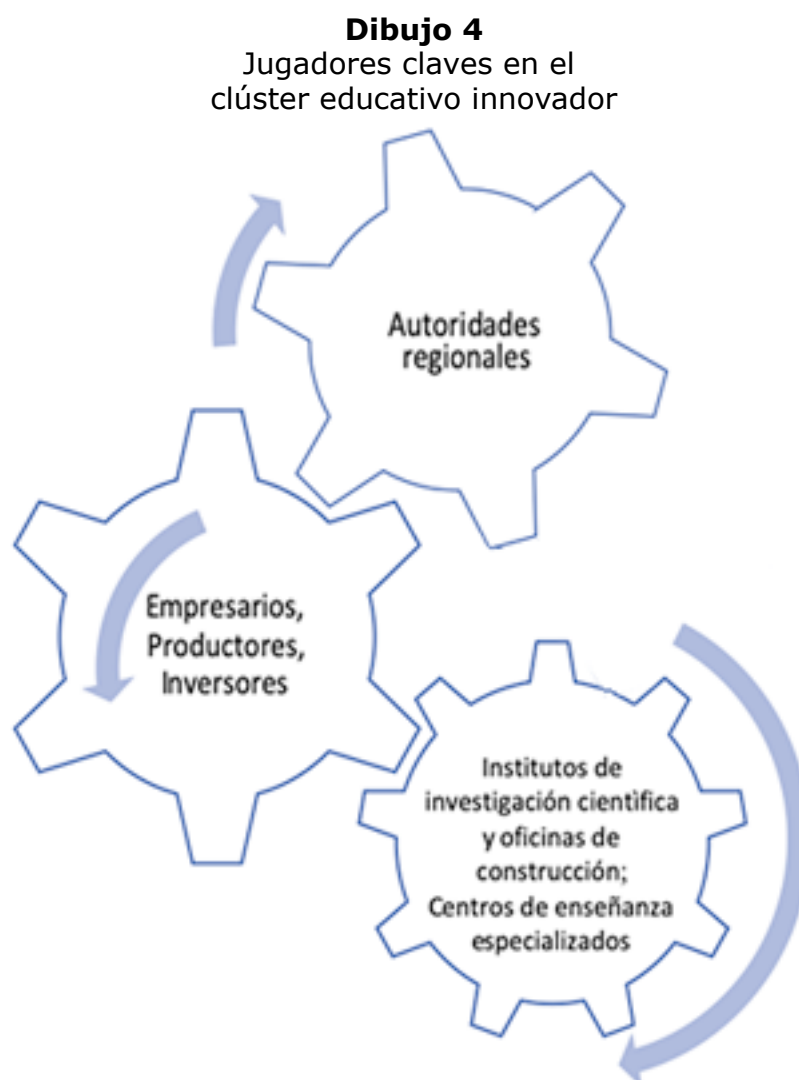 Dibujo 4
Jugadores claves en el
clúster educativo innovador
Autoridades
regionales
Empresarios,
Productores,
Inversores
Institutos de
investigación cientìfica
y oficinas de
construcción;
Centros de enseñanza
especializados